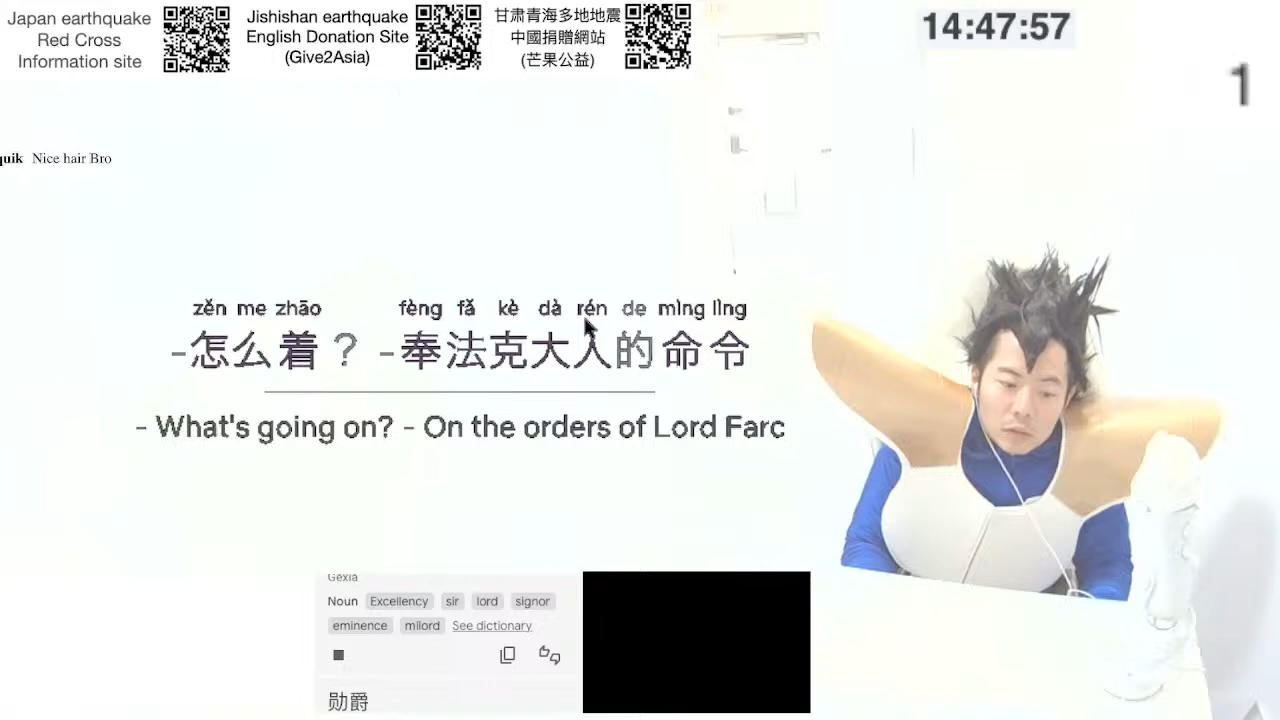 Japan earthquake
Red Cross
Information site
Jishishan earthquake
English Donation Site
(Give2Asia)
甘肅青海多地地震
中國捐贈網站
(芒果公益)
14:47:57
1
quik Nice hair Bro
zěn me zhāo fèng fǎ kè dà rén de mìng lìng
-怎么着？ -奉法克大人的命令
- What's going on? - On the orders of Lord Farc
Gexia
Noun Excellency sir lord signor
eminence milord See dictionary
勋爵